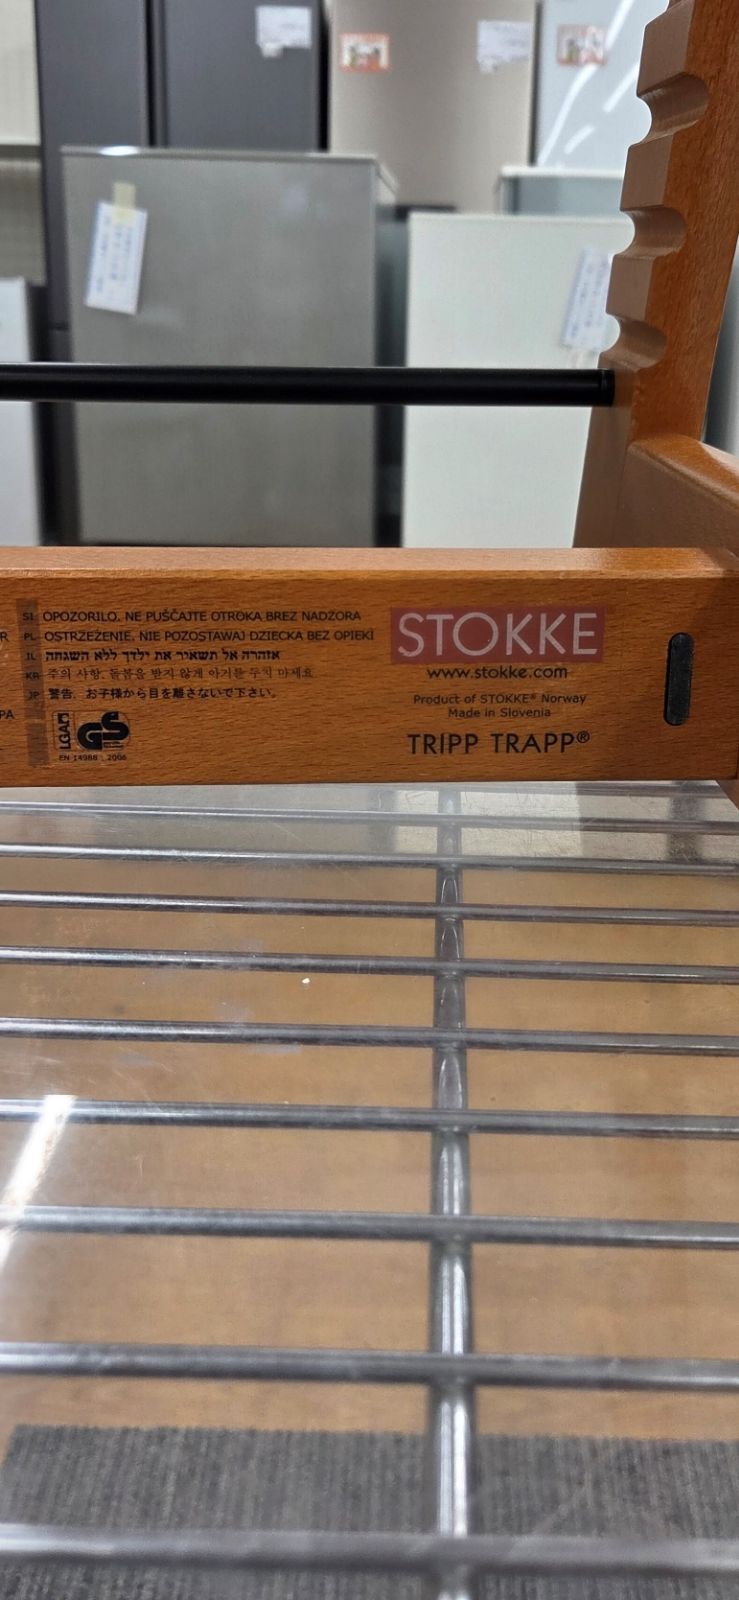 SI OPOZORILO. NE PUŠČAJTE OTROKA BREZ NADZORA
R PL OSTRZEŻENIE. NIE POZOSTAWAJ DZIECKA BEZ OPIEKI
IL אזהרה אל תשאיר את ילדך ללא השגחה
KR 주의 사항. 돌봄을 받지 않게 아기를 두지 마세요
JP 警告. お子様から目を離さないで下さい。
PA
LGA GS
EN 14988 : 2006
STOKKE
www.stokke.com
Product of STOKKE® Norway
Made in Slovenia
TRIPP TRAPP®